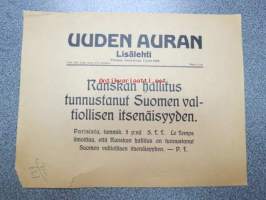 UUDEN AURAN
Lisälehti
Ranskan hallitus
tunnustanut Suomen val-
tiollisen itsenäisyyden.
Pariisista, tammik. 5 p:nä S. T. T. Le Temps
ilmoittaa, että Ranskan hallitus on tunnustanut
Suomen valtiollisen itsenäisyyden. — P. T.